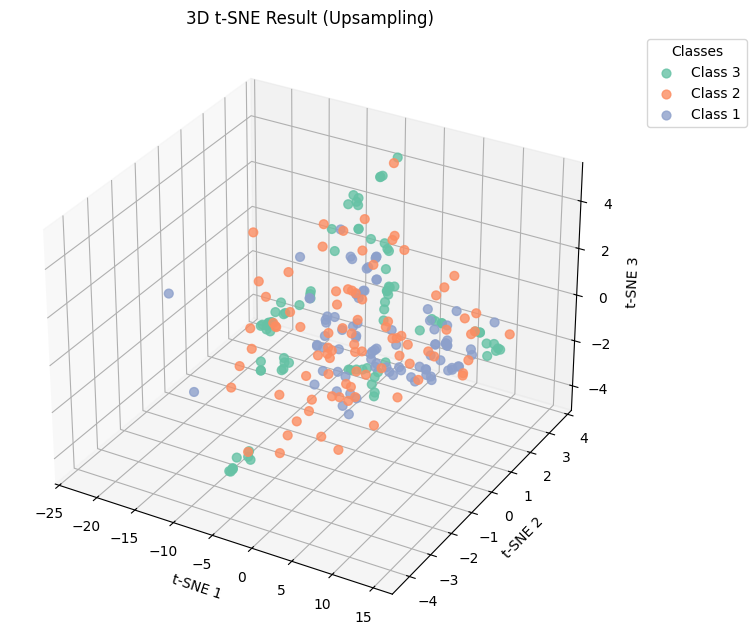 3D t-SNE Result (Upsampling)
Classes
Class 3
Class 2
Class 1
4
2
0
−2
−4
t-SNE 3
4
3
2
1
0
−1
−2
−3
−4
t-SNE 2
−25
−20
−15
−10
−5
0
5
10
15
t-SNE 1